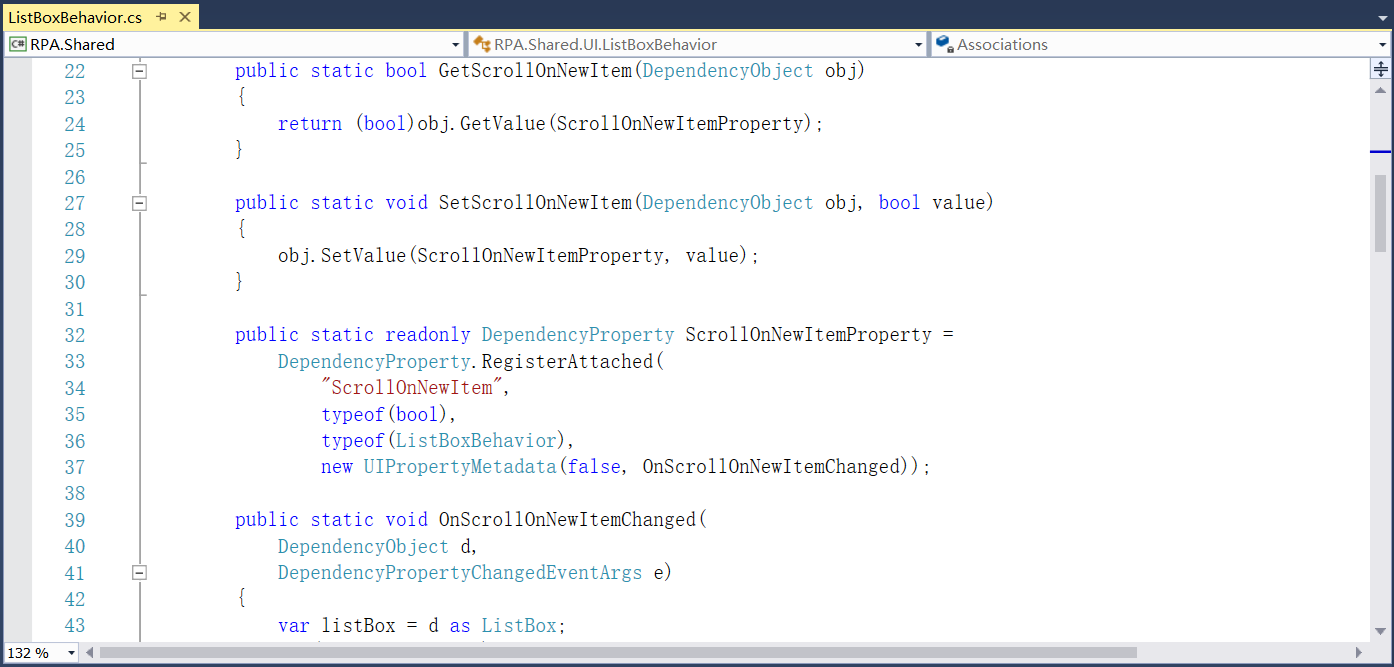 ListBoxBehavior.cs
C# RPA.Shared
RPA.Shared.UI.ListBoxBehavior
Associations
22 public static bool GetScrollOnNewItem(DependencyObject obj)
23 {
24 return (bool)obj.GetValue(ScrollOnNewItemProperty);
25 }
26
27 public static void SetScrollOnNewItem(DependencyObject obj, bool value)
28 {
29 obj.SetValue(ScrollOnNewItemProperty, value);
30 }
31
32 public static readonly DependencyProperty ScrollOnNewItemProperty =
33 DependencyProperty.RegisterAttached(
34 "ScrollOnNewItem",
35 typeof(bool),
36 typeof(ListBoxBehavior),
37 new UIPropertyMetadata(false, OnScrollOnNewItemChanged));
38
39 public static void OnScrollOnNewItemChanged(
40 DependencyObject d,
41 DependencyPropertyChangedEventArgs e)
42 {
43 var listBox = d as ListBox;
132 %